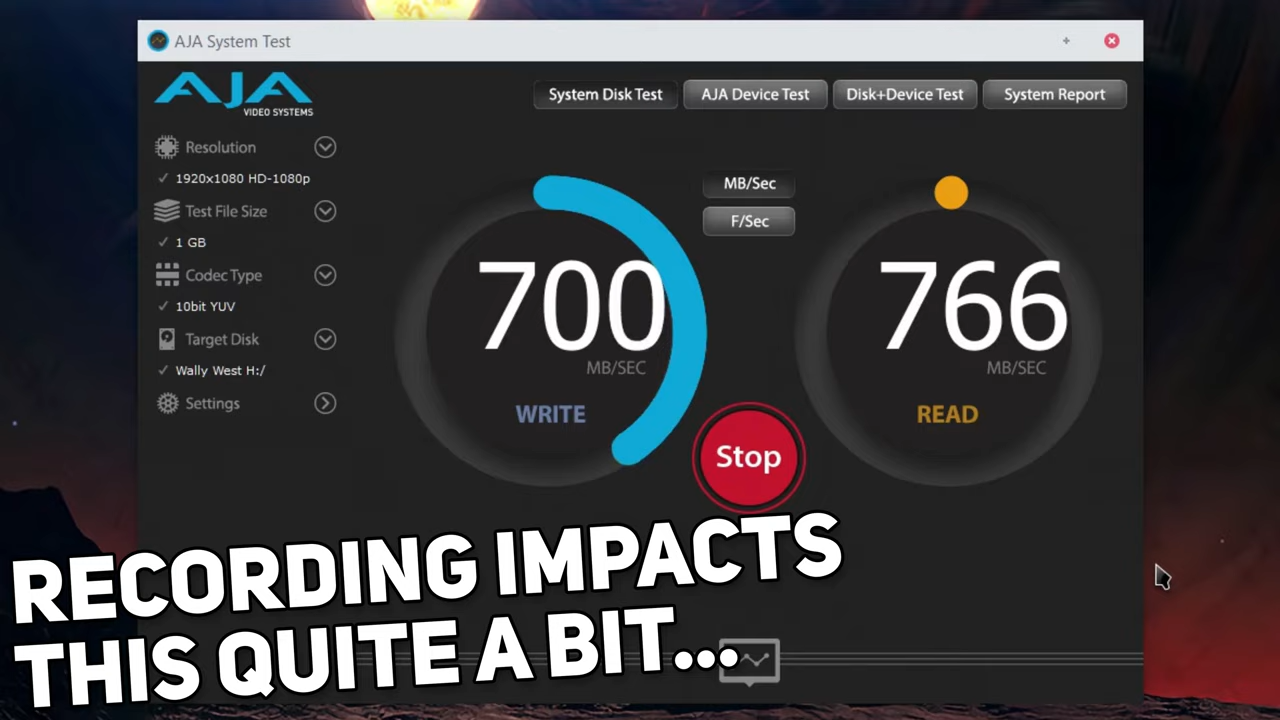 AJA System Test
AJA
VIDEO SYSTEMS
System Disk Test
AJA Device Test
Disk+Device Test
System Report
Resolution
1920x1080 HD-1080p
Test File Size
1 GB
Codec Type
10bit YUV
Target Disk
Wally West H:/
Settings
MB/Sec
F/Sec
700
MB/SEC
WRITE
766
MB/SEC
READ
Stop
RECORDING IMPACTS
THIS QUITE A BIT...